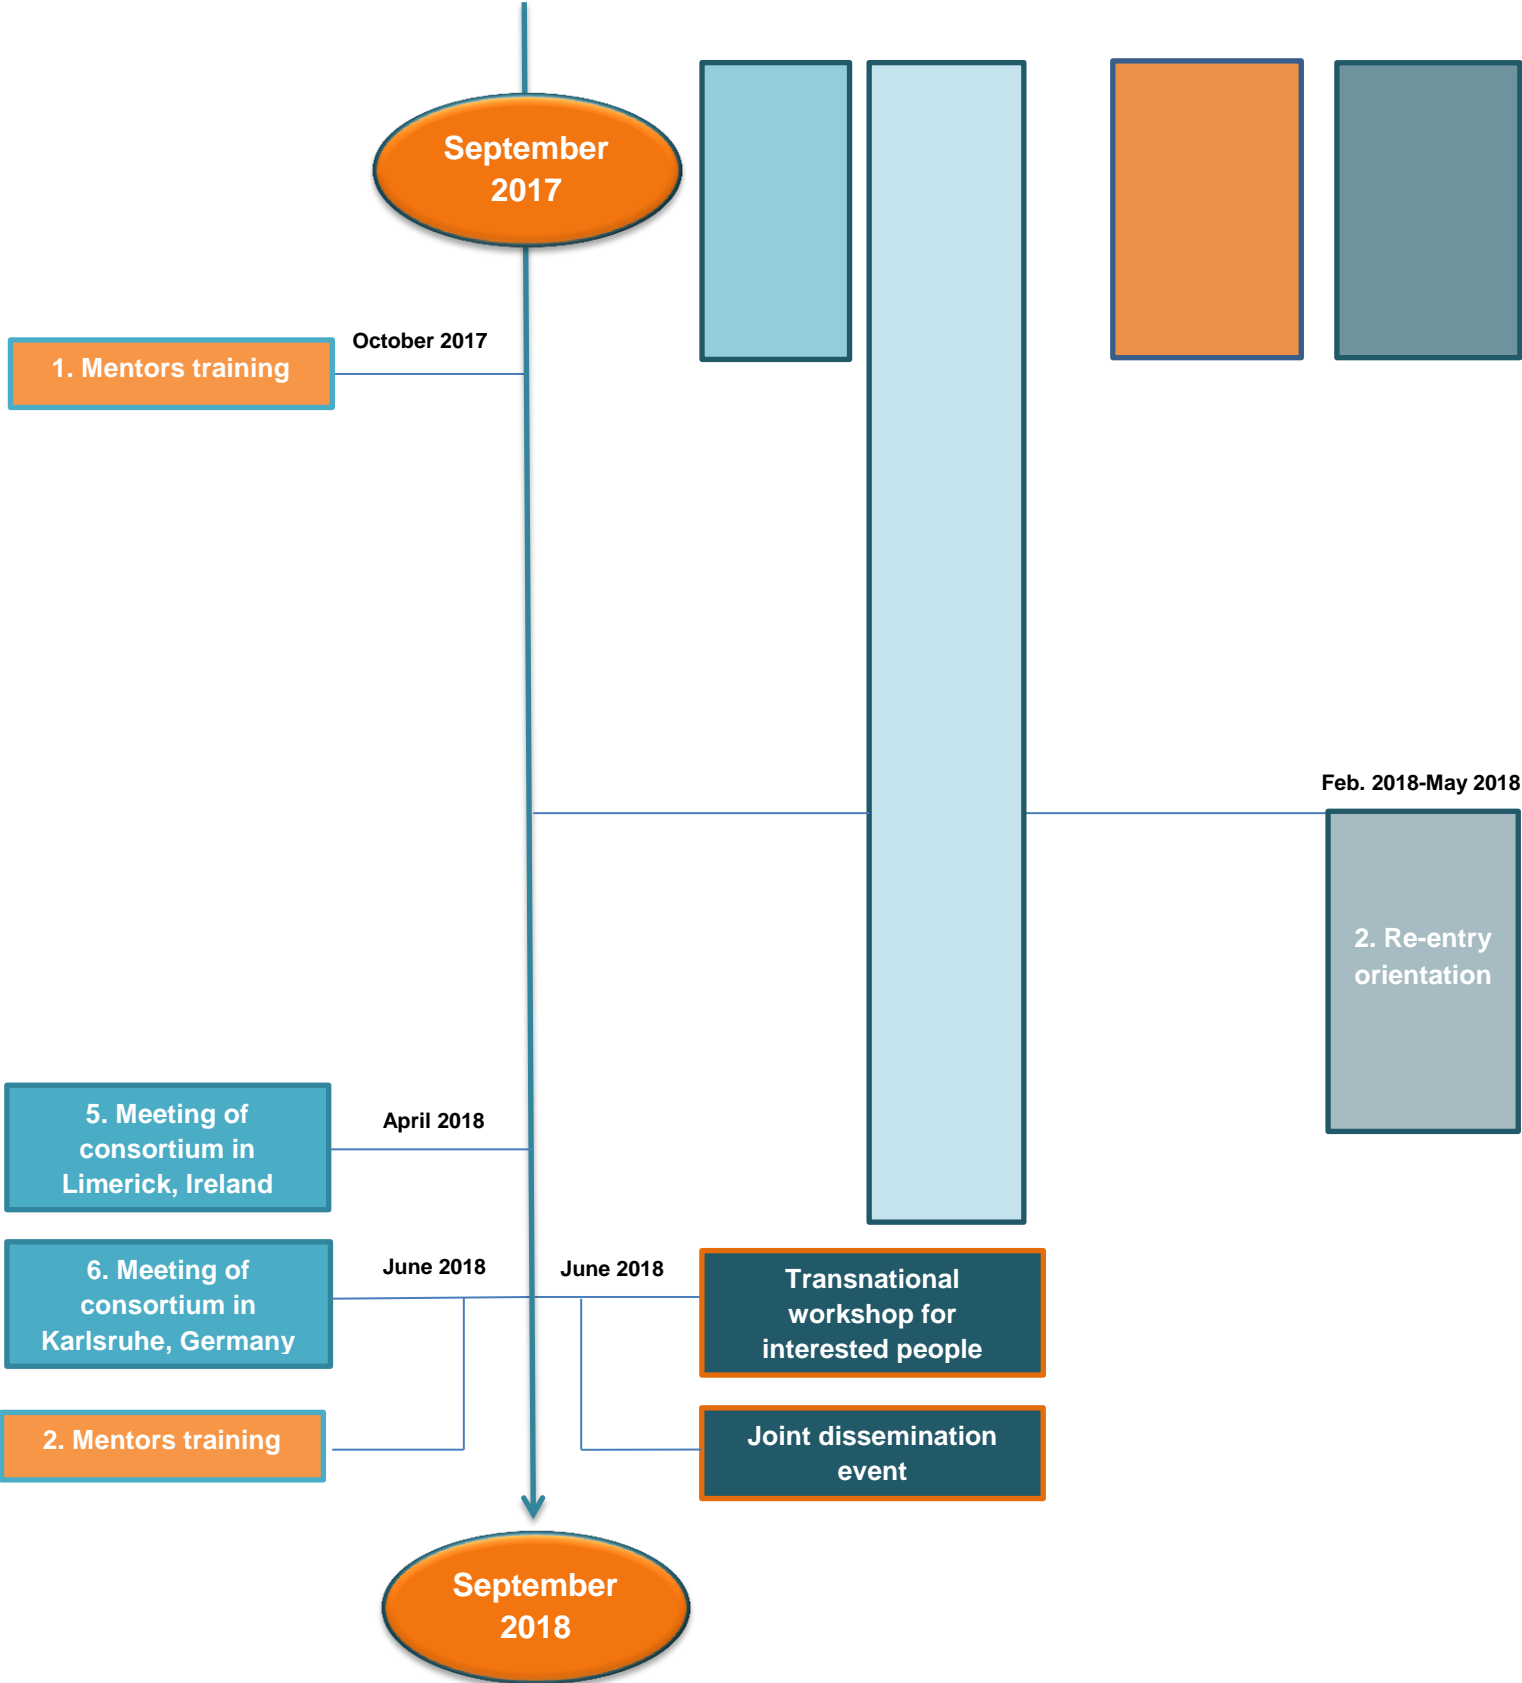 September
2017
October 2017
1. Mentors training
Feb. 2018-May 2018
2. Re-entry
orientation
5. Meeting of
consortium in
Limerick, Ireland
April 2018
6. Meeting of
consortium in
Karlsruhe, Germany
June 2018
June 2018
Transnational
workshop for
interested people
2. Mentors training
Joint dissemination
event
September
2018